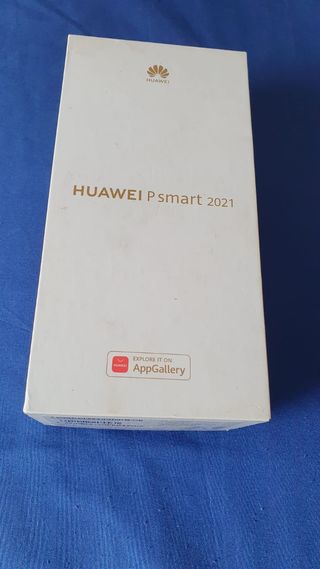 HUAWEI
HUAWEI P smart 2021
EXPLORE IT ON
HUAWEI
AppGallery